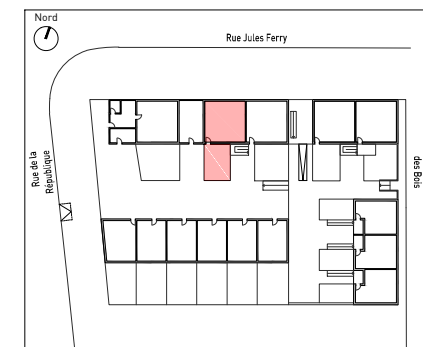 Nord
Rue Jules Ferry
Rue de la
République
des Bois